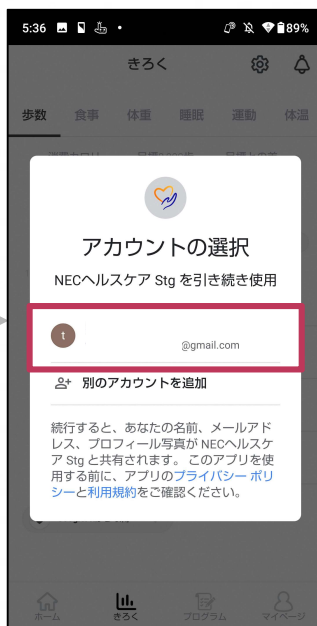 5:36
89%
きろく
歩数 食事 体重 睡眠 運動 体温
アカウントの選択
NECヘルスケア Stg を引き続き使用
t
@gmail.com
別のアカウントを追加
続行すると、あなたの名前、メールアド
レス、プロフィール写真が NECヘルスケ
ア Stg と共有されます。このアプリを使
用する前に、アプリのプライバシー ポリ
シーと利用規約をご確認ください。
ホーム きろく プログラム マイページ